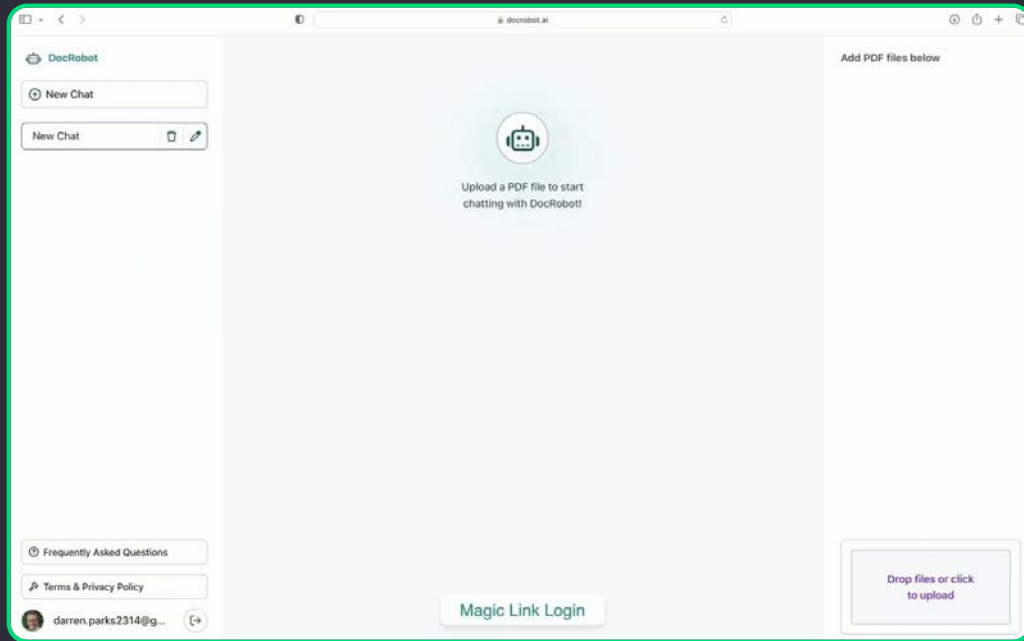 docrobot.ai
DocRobot
New Chat
New Chat
Frequently Asked Questions
Terms & Privacy Policy
darren.parks2314@g...
Upload a PDF file to start
chatting with DocRobot!
Magic Link Login
Add PDF files below
Drop files or click
to upload